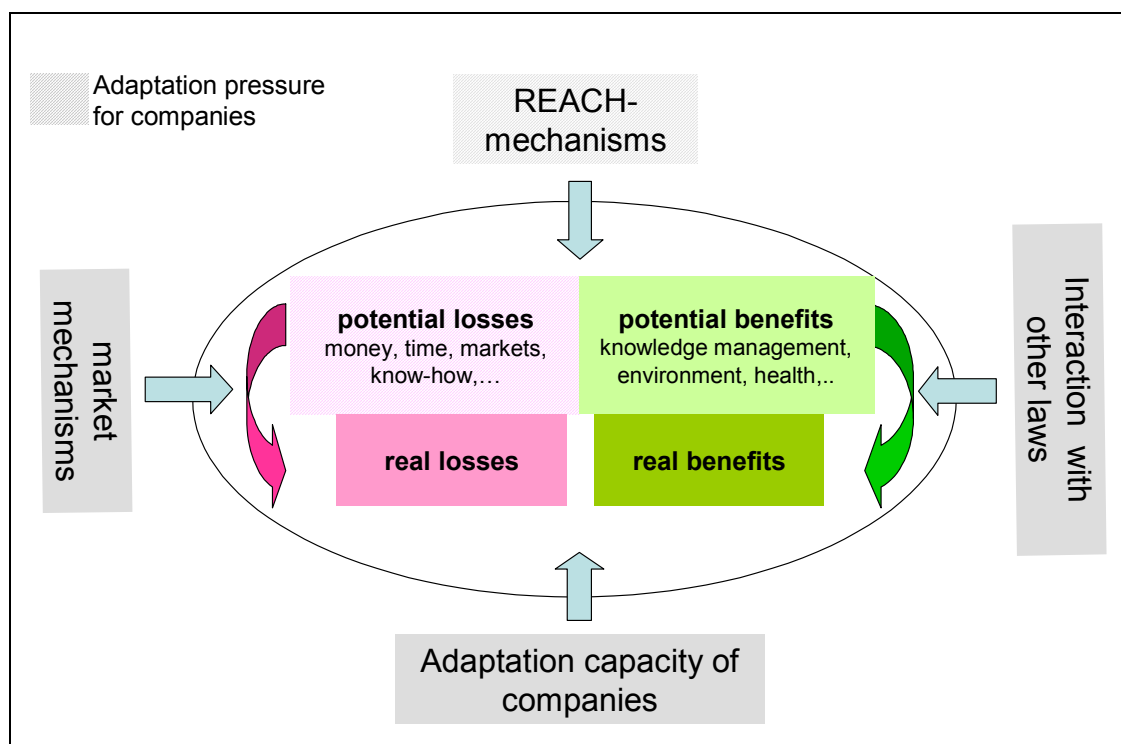 Adaptation pressure
for companies
REACH-
mechanisms
market
mechanisms
potential losses
money, time, markets,
know-how,…
potential benefits
knowledge management,
environment, health,..
real losses
real benefits
Interaction with
other laws
Adaptation capacity of
companies